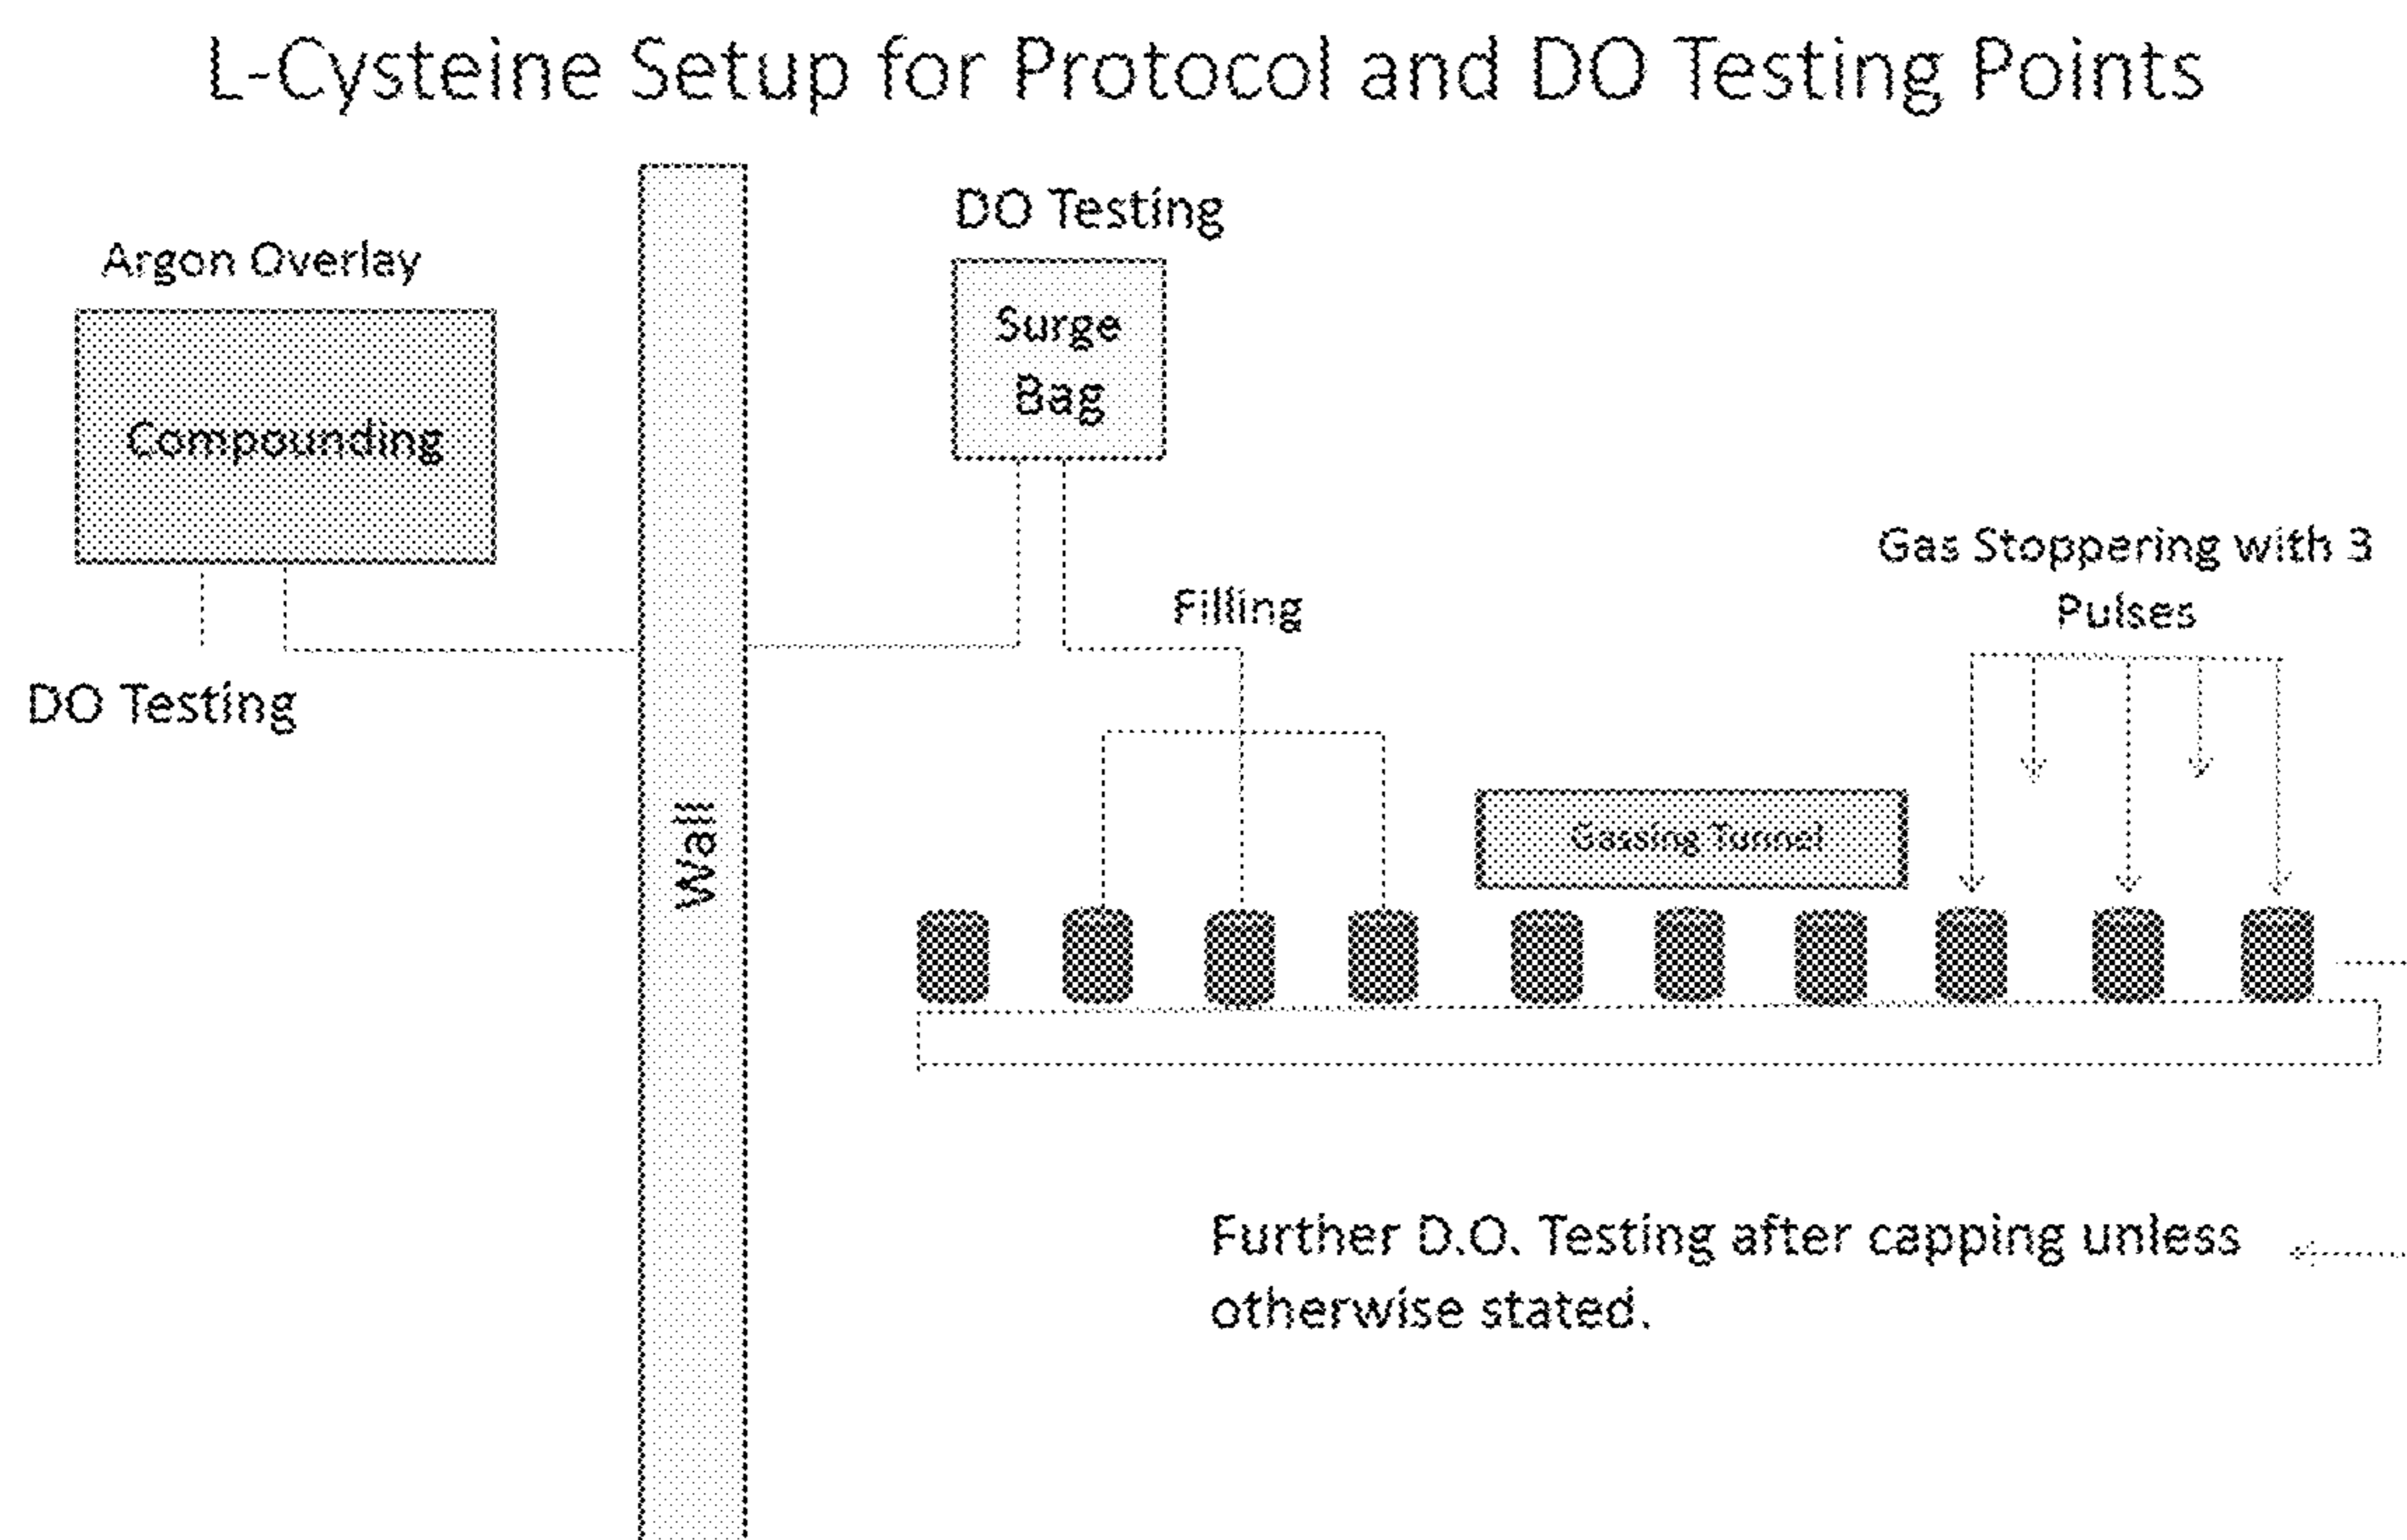 L-Cysteine Setup for Protocol and DO Testing Points
DO Testing
Argon Overlay
Surge
Bag
Compounding
Gas Stoppering with 3
Pulses
Filling
DO Testing
Gassing Tunnel
Wall
Further D.O. Testing after capping unless
otherwise stated.